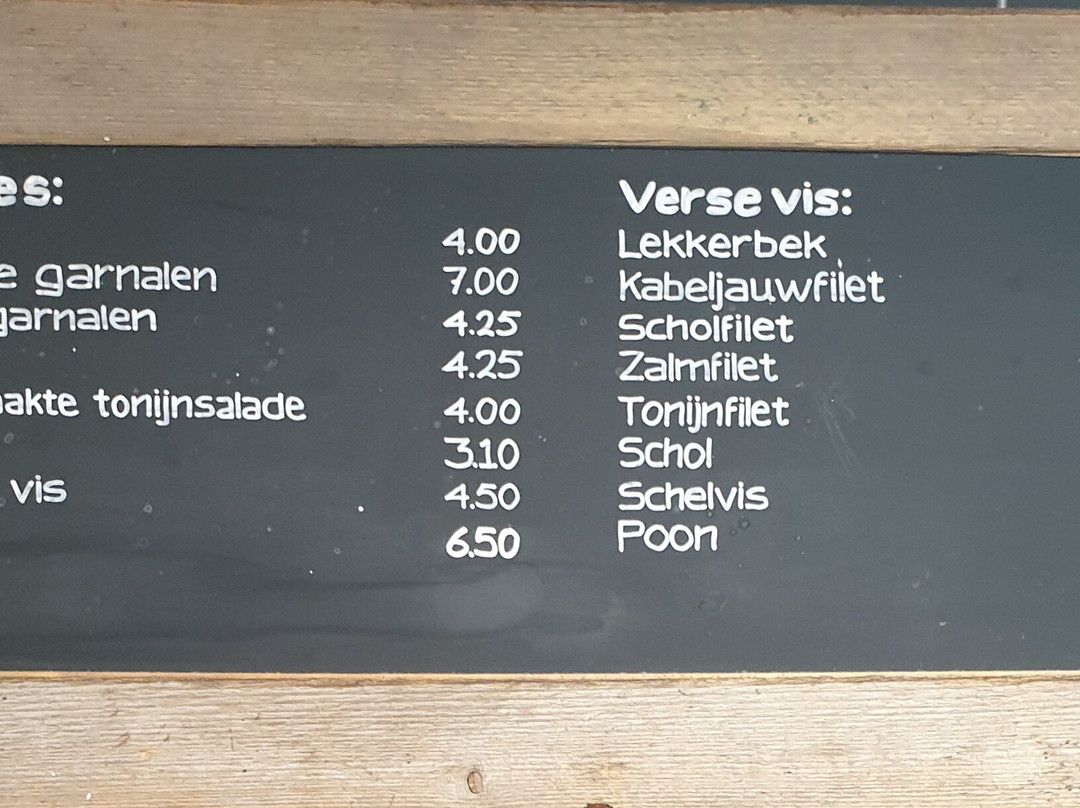 es:
4.00
e garnalen 7.00
garnalen 4.25
4.25
aakte tonijnsalade 4.00
3.10
vis 4.50
6.50
Verse vis:
Lekkerbek
Kabeljauwfilet
Scholfilet
Zalmfilet
Tonijnfilet
Schol
Schelvis
Poon